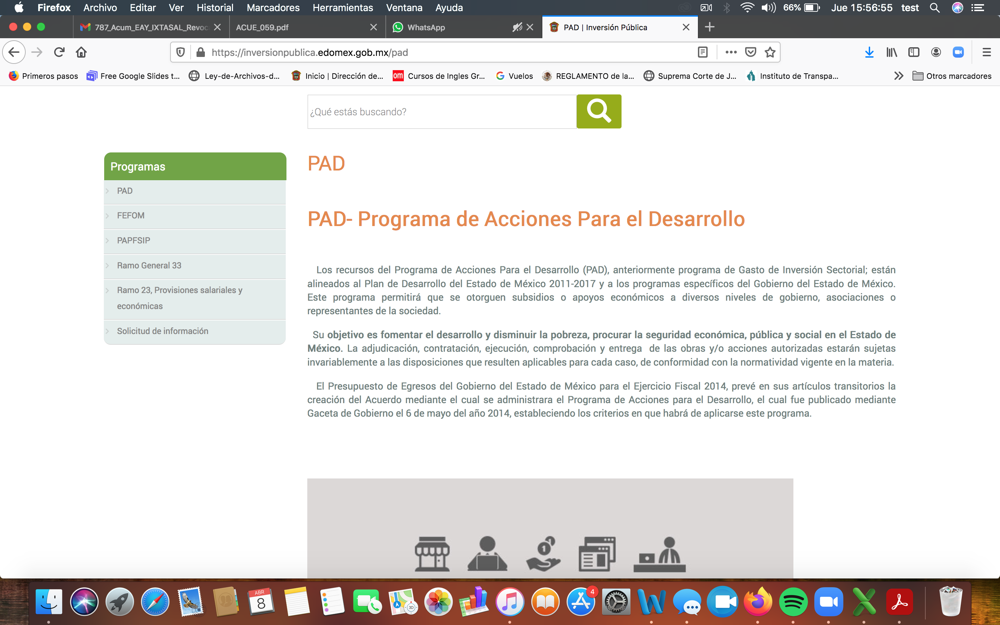 Firefox Archivo Editar Ver Historial Marcadores Herramientas Ventana Ayuda 66% Jue 15:56:55 test
787_Acum_EAY_IXTASAL_Revoc ACUE_059.pdf WhatsApp PAD | Inversión Pública
https://inversionpublica.edomex.gob.mx/pad
Primeros pasos Free Google Slides t... Ley-de-Archivos-d... Inicio | Dirección de... om Cursos de Ingles Gr... Vuelos REGLAMENTO de la... Suprema Corte de J... Instituto de Transpa... Otros marcadores
¿Qué estás buscando?
Programas
PAD
FEFOM
PAPFSIP
Ramo General 33
Ramo 23, Provisiones salariales y
económicas
Solicitud de información
PAD
PAD- Programa de Acciones Para el Desarrollo
Los recursos del Programa de Acciones Para el Desarrollo (PAD), anteriormente programa de Gasto de Inversión Sectorial; están
alineados al Plan de Desarrollo del Estado de México 2011-2017 y a los programas específicos del Gobierno del Estado de México.
Este programa permitirá que se otorguen subsidios o apoyos económicos a diversos niveles de gobierno, asociaciones o
representantes de la sociedad.
Su objetivo es fomentar el desarrollo y disminuir la pobreza, procurar la seguridad económica, pública y social en el Estado de
México. La adjudicación, contratación, ejecución, comprobación y entrega de las obras y/o acciones autorizadas estarán sujetas
invariablemente a las disposiciones que resulten aplicables para cada caso, de conformidad con la normatividad vigente en la materia.
El Presupuesto de Egresos del Gobierno del Estado de México para el Ejercicio Fiscal 2014, prevé en sus artículos transitorios la
creación del Acuerdo mediante el cual se administrara el Programa de Acciones para el Desarrollo, el cual fue publicado mediante
Gaceta de Gobierno el 6 de mayo del año 2014, estableciendo los criterios en que habrá de aplicarse este programa.
1 1
ABR
8
3D
4